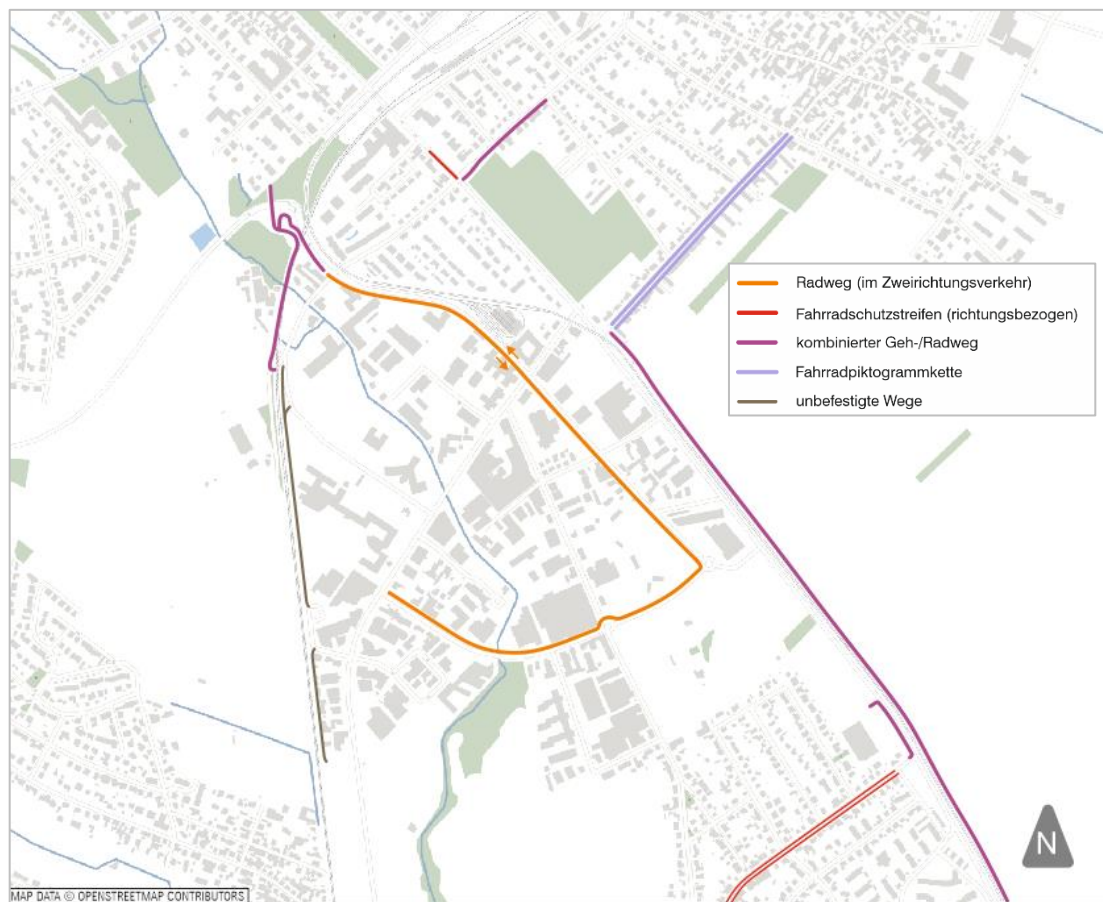 Radweg (im Zweirichtungsverkehr)
Fahrradschutzstreifen (richtungsbezogen)
kombinierter Geh-/Radweg
Fahrradpiktogrammkette
unbefestigte Wege
N
MAP DATA © OPENSTREETMAP CONTRIBUTORS